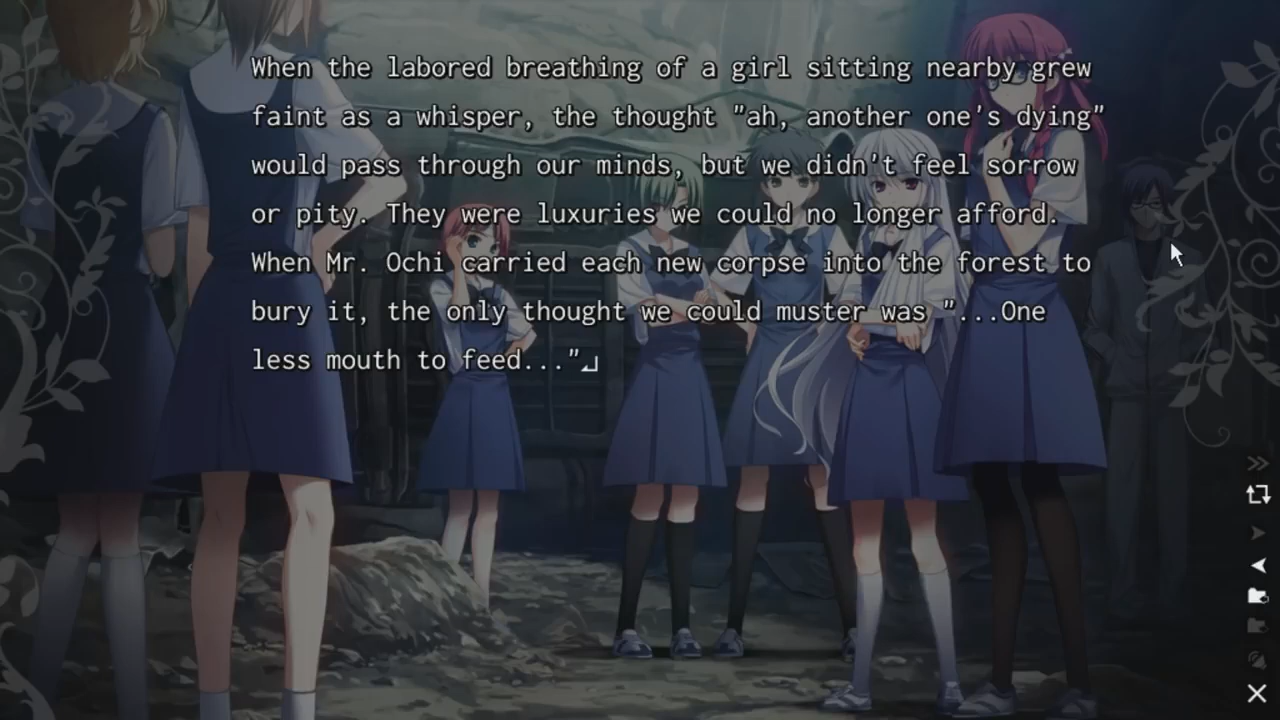 When the labored breathing of a girl sitting nearby grew
faint as a whisper, the thought "ah, another one's dying"
would pass through our minds, but we didn't feel sorrow
or pity. They were luxuries we could no longer afford.
When Mr. Ochi carried each new corpse into the forest to
bury it, the only thought we could muster was "...One
less mouth to feed..."